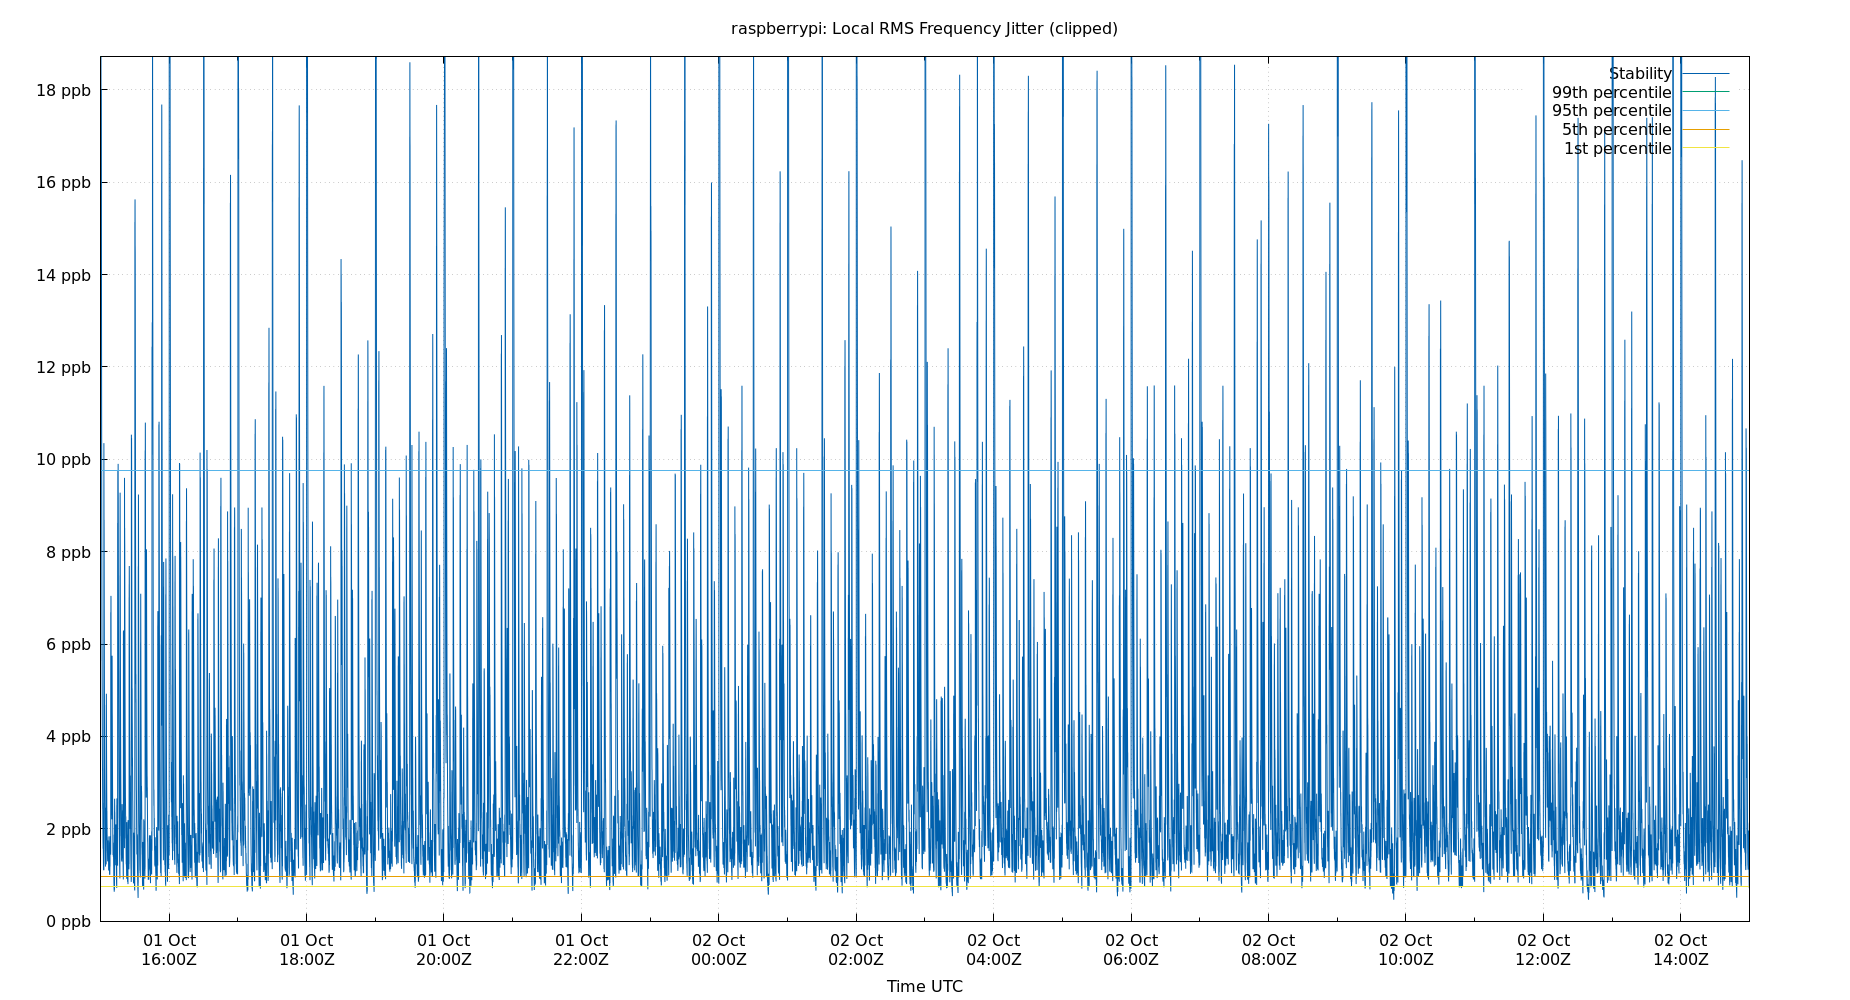 raspberrypi: Local RMS Frequency Jitter (clipped)
Stability
99th percentile
95th percentile
5th percentile
1st percentile
18 ppb
16 ppb
14 ppb
12 ppb
10 ppb
8 ppb
6 ppb
4 ppb
2 ppb
0 ppb
01 Oct 01 Oct 01 Oct 01 Oct 02 Oct 02 Oct 02 Oct 02 Oct 02 Oct 02 Oct 02 Oct 02 Oct
16:00Z 18:00Z 20:00Z 22:00Z 00:00Z 02:00Z 04:00Z 06:00Z 08:00Z 10:00Z 12:00Z 14:00Z
Time UTC